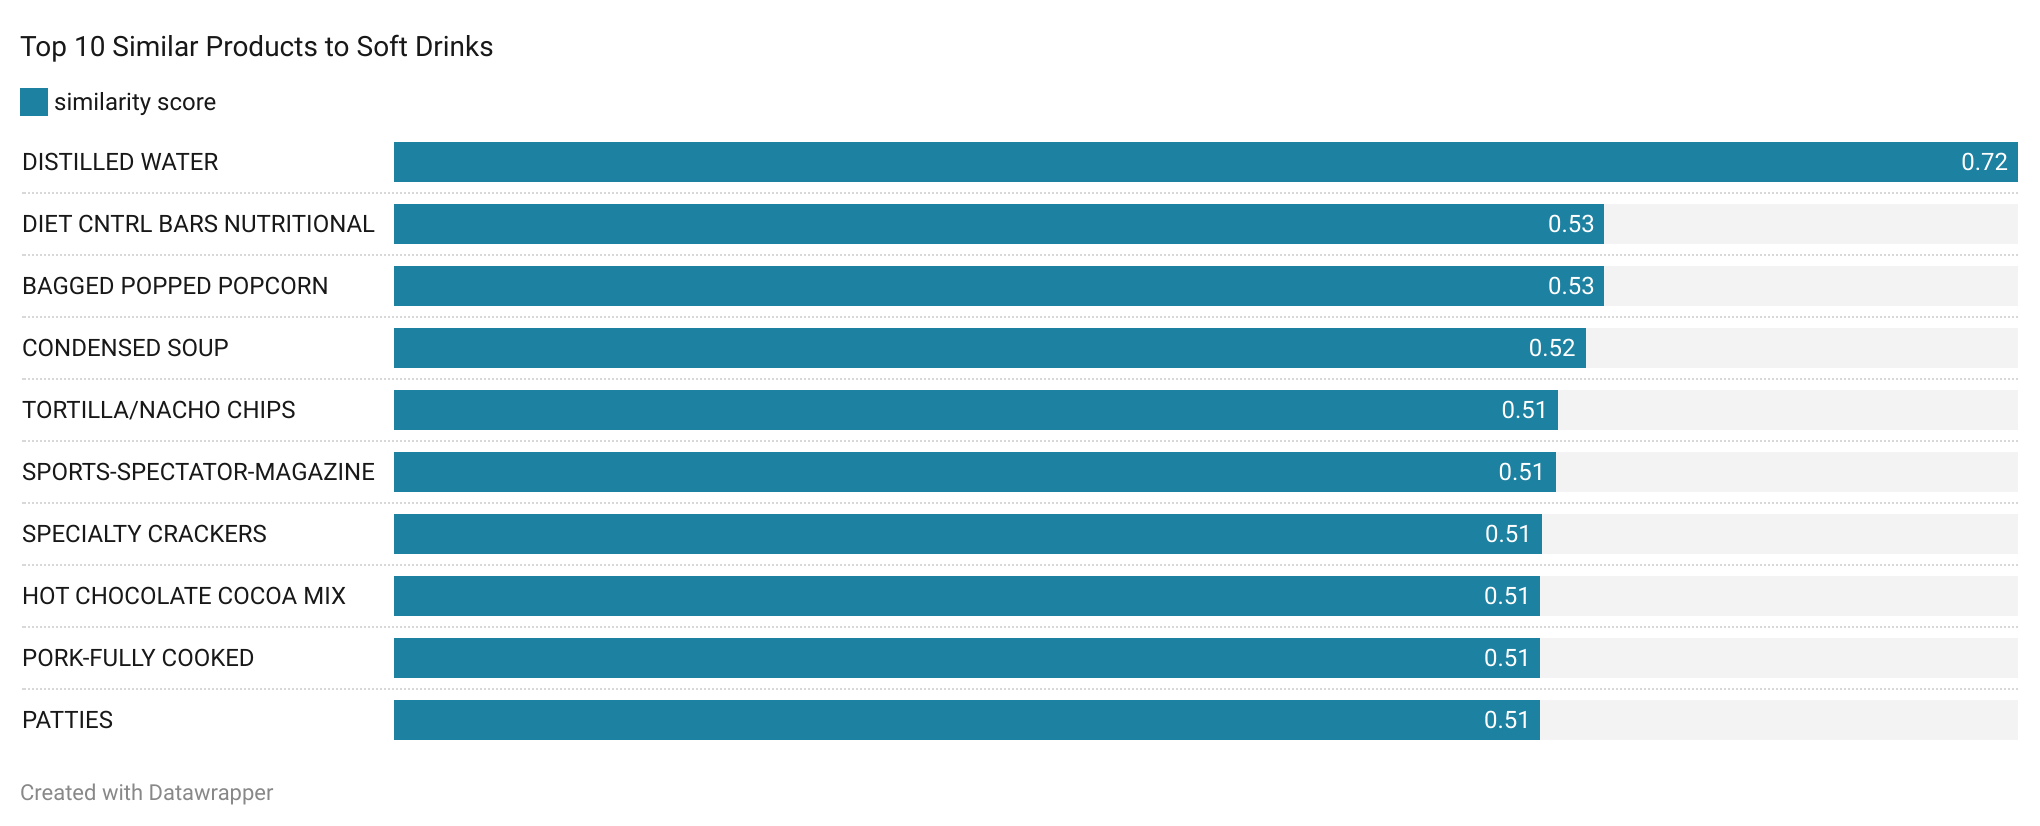 Top 10 Similar Products to Soft Drinks
similarity score
DISTILLED WATER 0.72
DIET CNTRL BARS NUTRITIONAL 0.53
BAGGED POPPED POPCORN 0.53
CONDENSED SOUP 0.52
TORTILLA/NACHO CHIPS 0.51
SPORTS-SPECTATOR-MAGAZINE 0.51
SPECIALTY CRACKERS 0.51
HOT CHOCOLATE COCOA MIX 0.51
PORK-FULLY COOKED 0.51
PATTIES 0.51
Created with Datawrapper